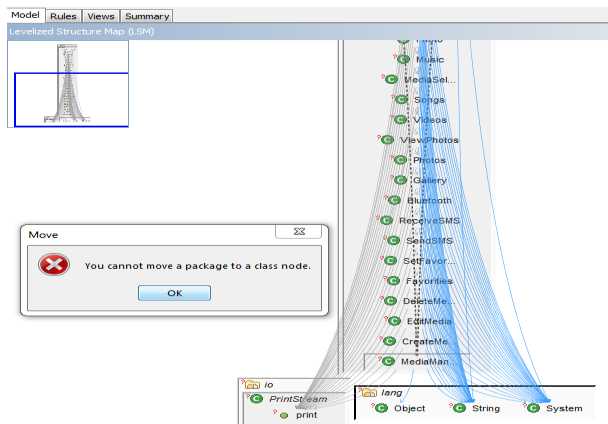 Model Rules Views Summary
Levelized Structure Map (LSM)
Photo
Music
MediaSel...
Songs
Videos
ViewPhotos
Photos
Gallery
Bluetooth
ReceiveSMS
SendSMS
SetFavor...
Favorities
DeleteMe...
EditMedia
CreateMe...
MediaMan...
Move
You cannot move a package to a class node.
OK
io
PrintStream
print
lang
Object String System